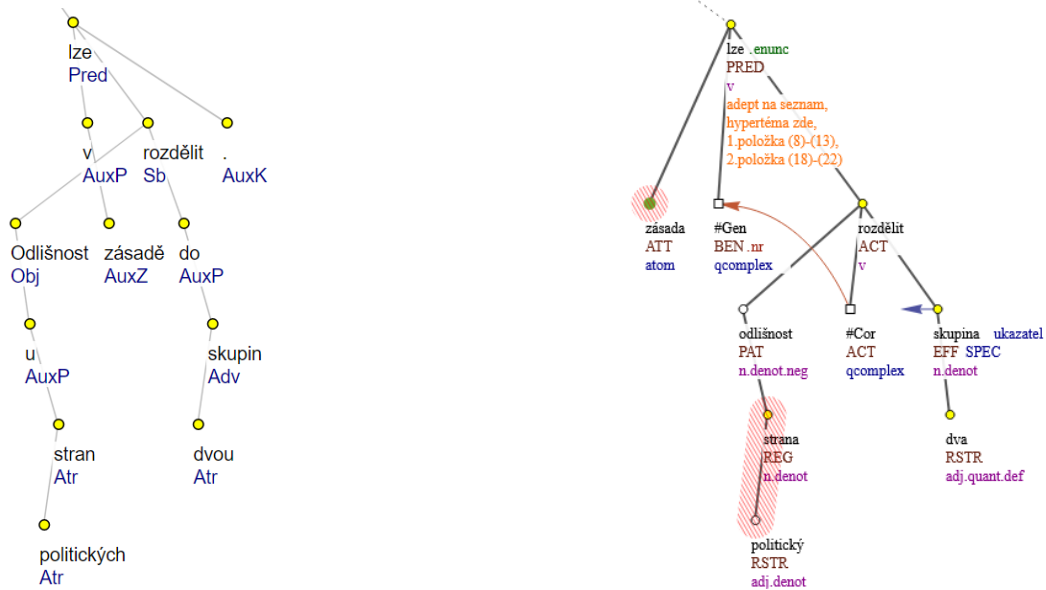 lze
Pred
v
AuxP
rozdělit
Sb
.
AuxK
Odlišnost
Obj
zásadě
AuxZ
do
AuxP
u
AuxP
skupin
Adv
stran
Atr
dvou
Atr
politických
Atr
lze .enunc
PRED
v
adept na seznam,
hypertéma zde,
1.položka (8)-(13),
2.položka (18)-(22)
zásada
ATT
atom
#Gen
BEN .nr
qcomplex
rozdělit
ACT
v
odlišnost
PAT
n.denot.neg
#Cor
ACT
qcomplex
skupina ukazatel
EFF SPEC
n.denot
strana
REG
n.denot
dva
RSTR
adj.quant.def
politický
RSTR
adj.denot